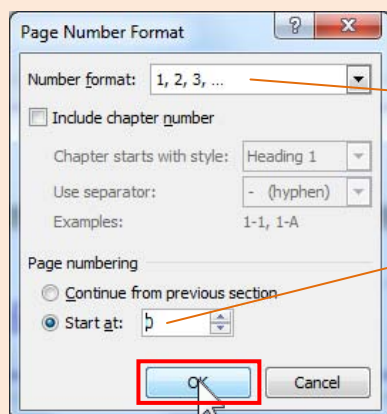 Page Number Format
Number format: 1, 2, 3, ...
Include chapter number
Chapter starts with style: Heading 1
Use separator: - (hyphen)
Examples: 1-1, 1-A
Page numbering
Continue from previous section
Start at:
OK Cancel